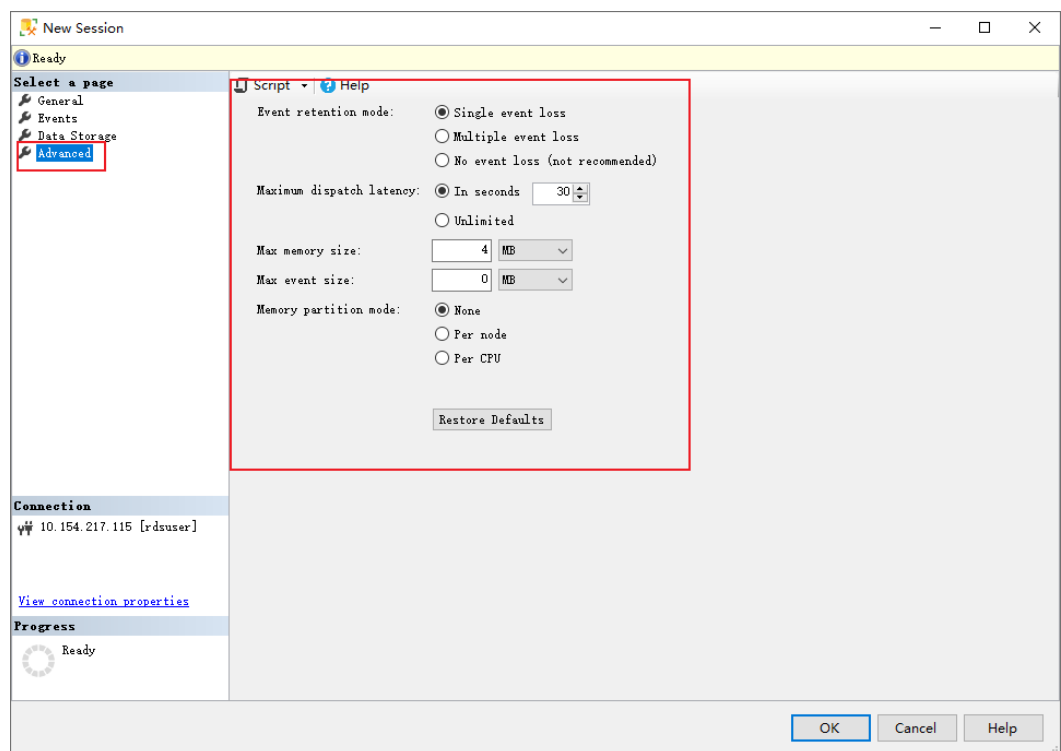 New Session
Ready
Select a page
General
Events
Data Storage
Advanced
Script Help
Event retention mode: Single event loss
Multiple event loss
No event loss (not recommended)
Maximum dispatch latency: In seconds 30
Unlimited
Max memory size: 4 MB
Max event size: 0 MB
Memory partition mode: None
Per node
Per CPU
Restore Defaults
Connection
10.154.217.115 [rdsuser]
View connection properties
Progress
Ready
OK Cancel Help